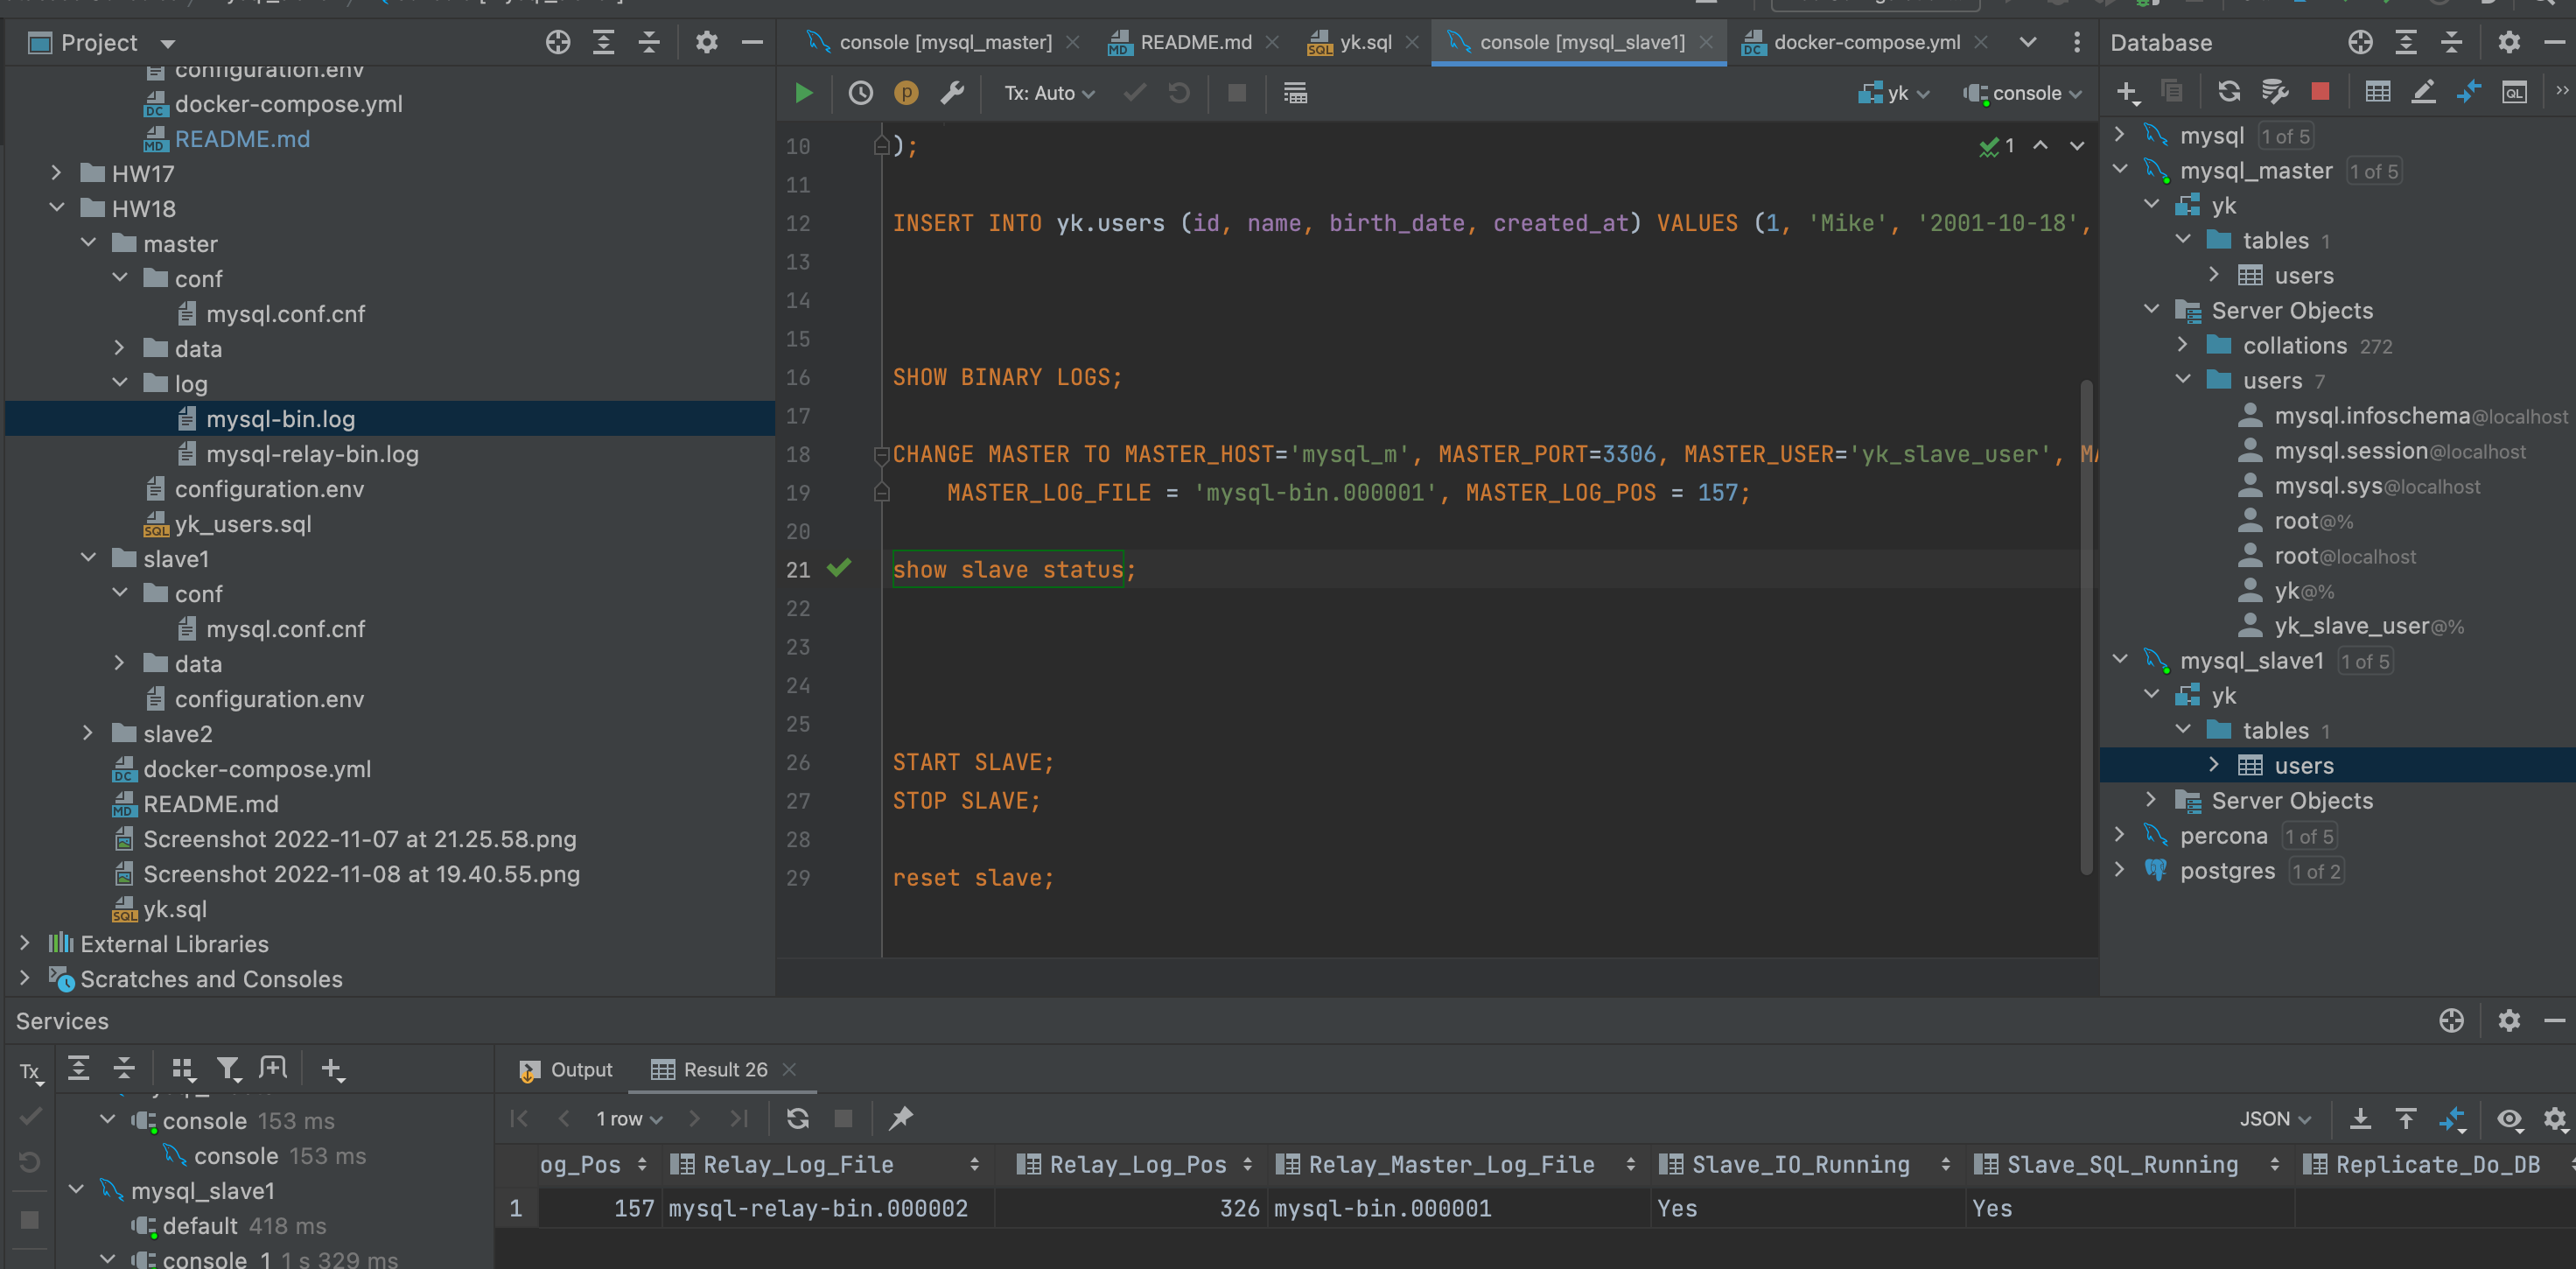 Project
configuration.env
docker-compose.yml
README.md
HW17
HW18
master
conf
mysql.conf.cnf
data
log
mysql-bin.log
mysql-relay-bin.log
configuration.env
yk_users.sql
slave1
conf
mysql.conf.cnf
data
configuration.env
slave2
docker-compose.yml
README.md
Screenshot 2022-11-07 at 21.25.58.png
Screenshot 2022-11-08 at 19.40.55.png
yk.sql
External Libraries
Scratches and Consoles
console [mysql_master] README.md yk.sql console [mysql_slave1] docker-compose.yml
Tx: Auto yk console
1
10 );
11
12 INSERT INTO yk.users (id, name, birth_date, created_at) VALUES (1, 'Mike', '2001-10-18',
13
14
15
16 SHOW BINARY LOGS;
17
18 CHANGE MASTER TO MASTER_HOST='mysql_m', MASTER_PORT=3306, MASTER_USER='yk_slave_user',
19 MASTER_LOG_FILE = 'mysql-bin.000001', MASTER_LOG_POS = 157;
20
21 show slave status;
22
23
24
25
26 START SLAVE;
27 STOP SLAVE;
28
29 reset slave;
Database
mysql 1 of 5
mysql_master 1 of 5
yk
tables 1
users
Server Objects
collations 272
users 7
mysql.infoschema@localhost
mysql.session@localhost
mysql.sys@localhost
root@%
root@localhost
yk@%
yk_slave_user@%
mysql_slave1 1 of 5
yk
tables 1
users
Server Objects
percona 1 of 5
postgres 1 of 2
Services
Tx
console 153 ms
console 153 ms
mysql_slave1
default 418 ms
console_1 1 s 329 ms
Output Result 26
1 row JSON
og_Pos Relay_Log_File Relay_Log_Pos Relay_Master_Log_File Slave_IO_Running Slave_SQL_Running Replicate_Do_DB
1 157 mysql-relay-bin.000002 326 mysql-bin.000001 Yes Yes